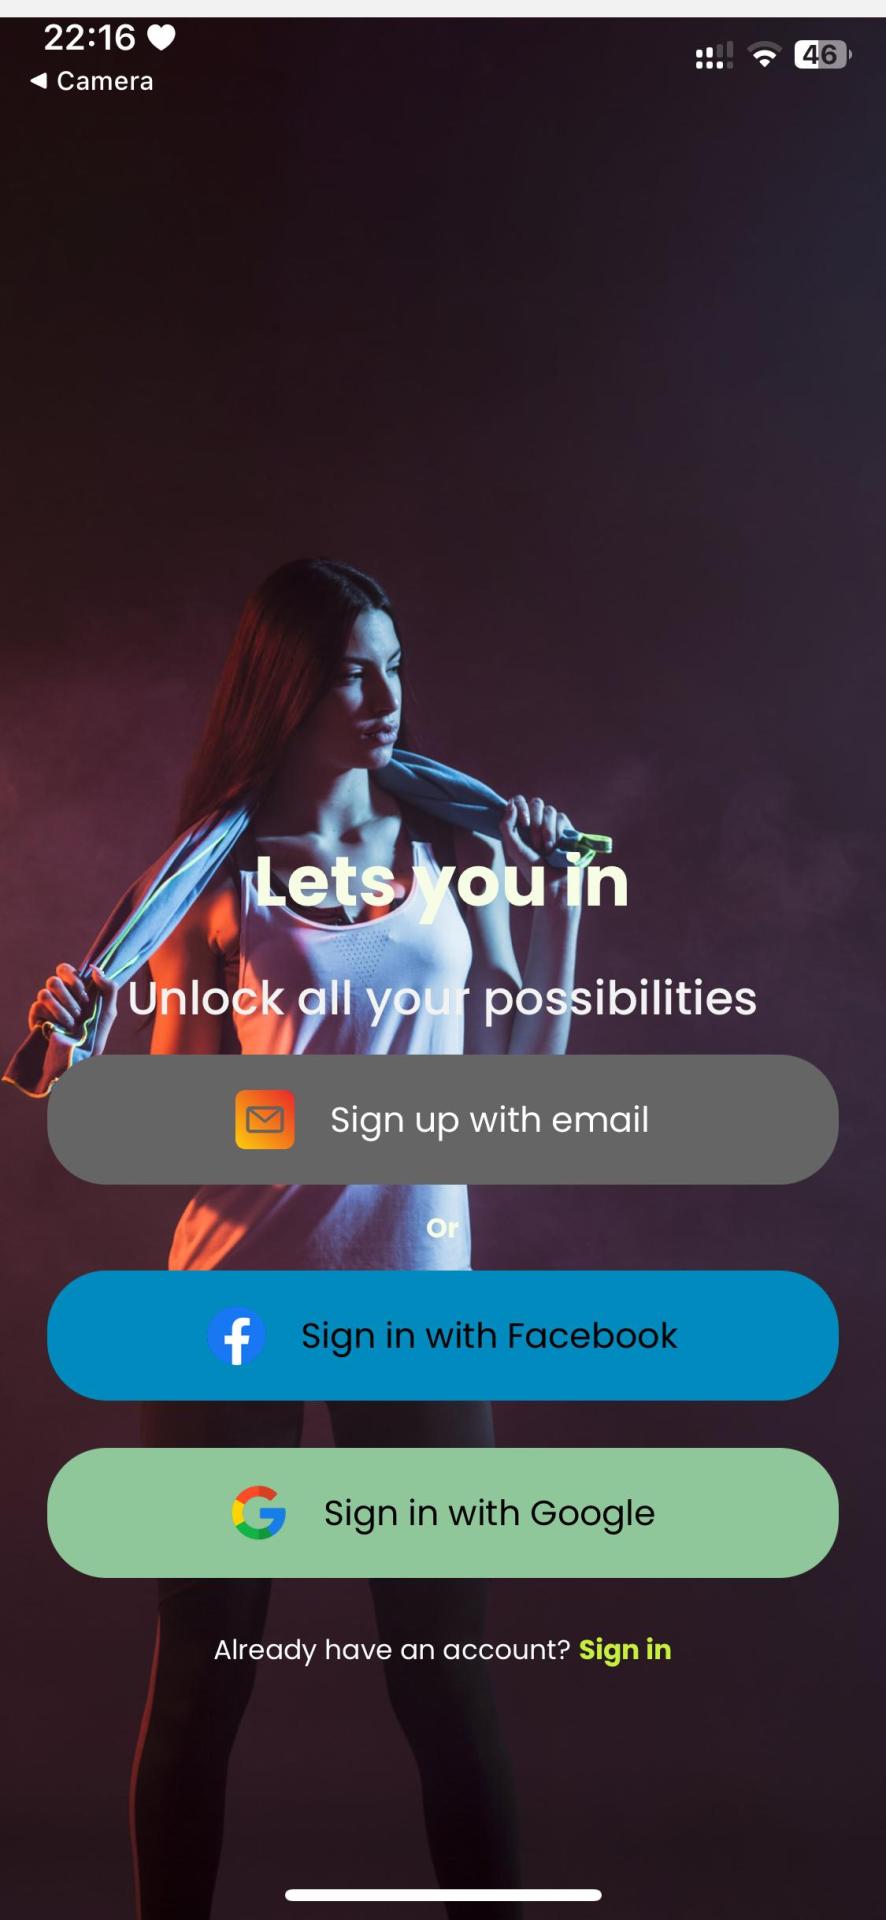 22:16
Camera
46
Lets you in
Unlock all your possibilities
Sign up with email
Or
Sign in with Facebook
Sign in with Google
Already have an account? Sign in